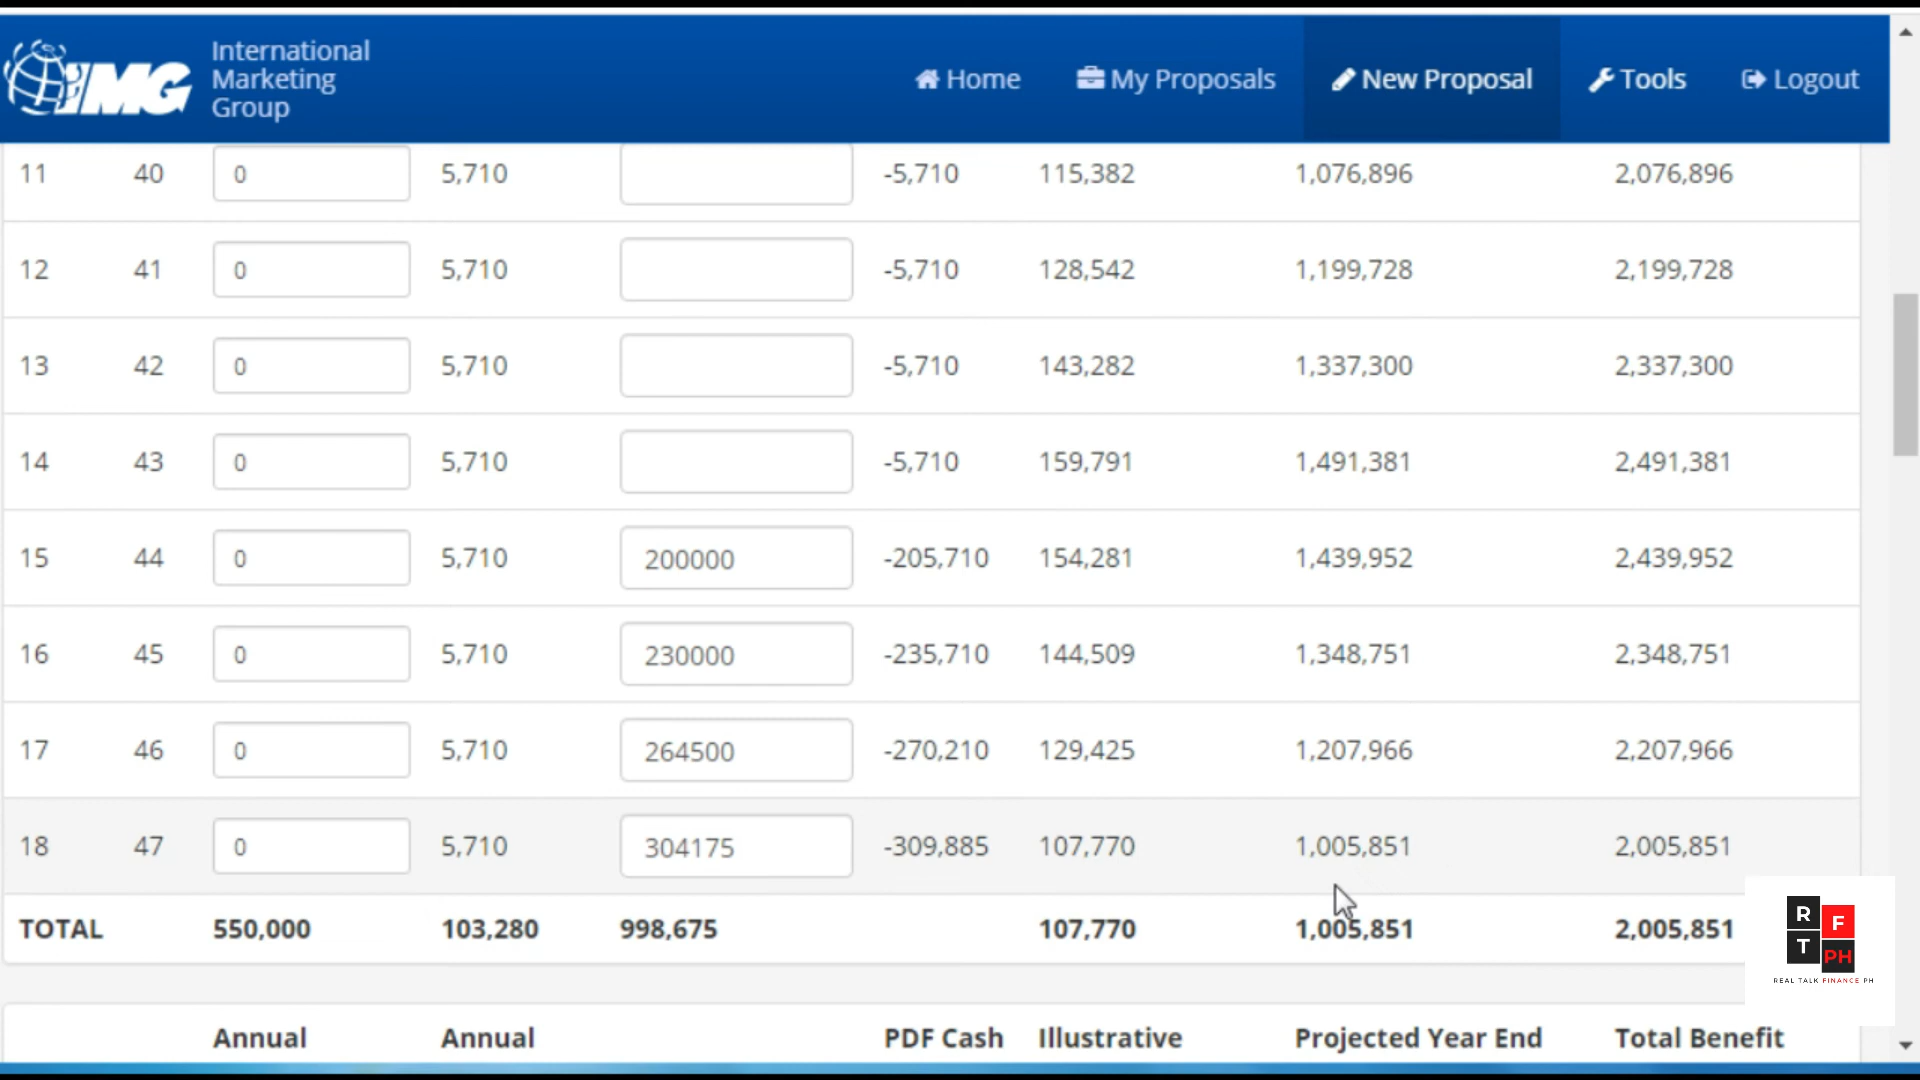 IMG
International
Marketing
Group
Home
My Proposals
New Proposal
Tools
Logout
11 40 0 5,710 -5,710 115,382 1,076,896 2,076,896
12 41 0 5,710 -5,710 128,542 1,199,728 2,199,728
13 42 0 5,710 -5,710 143,282 1,337,300 2,337,300
14 43 0 5,710 -5,710 159,791 1,491,381 2,491,381
15 44 0 5,710 200000 -205,710 154,281 1,439,952 2,439,952
16 45 0 5,710 230000 -235,710 144,509 1,348,751 2,348,751
17 46 0 5,710 264500 -270,210 129,425 1,207,966 2,207,966
18 47 0 5,710 304175 -309,885 107,770 1,005,851 2,005,851
TOTAL 550,000 103,280 998,675 107,770 1,005,851 2,005,851
Annual Annual PDF Cash Illustrative Projected Year End Total Benefit
R F
T PH
REAL TALK FINANCE PH